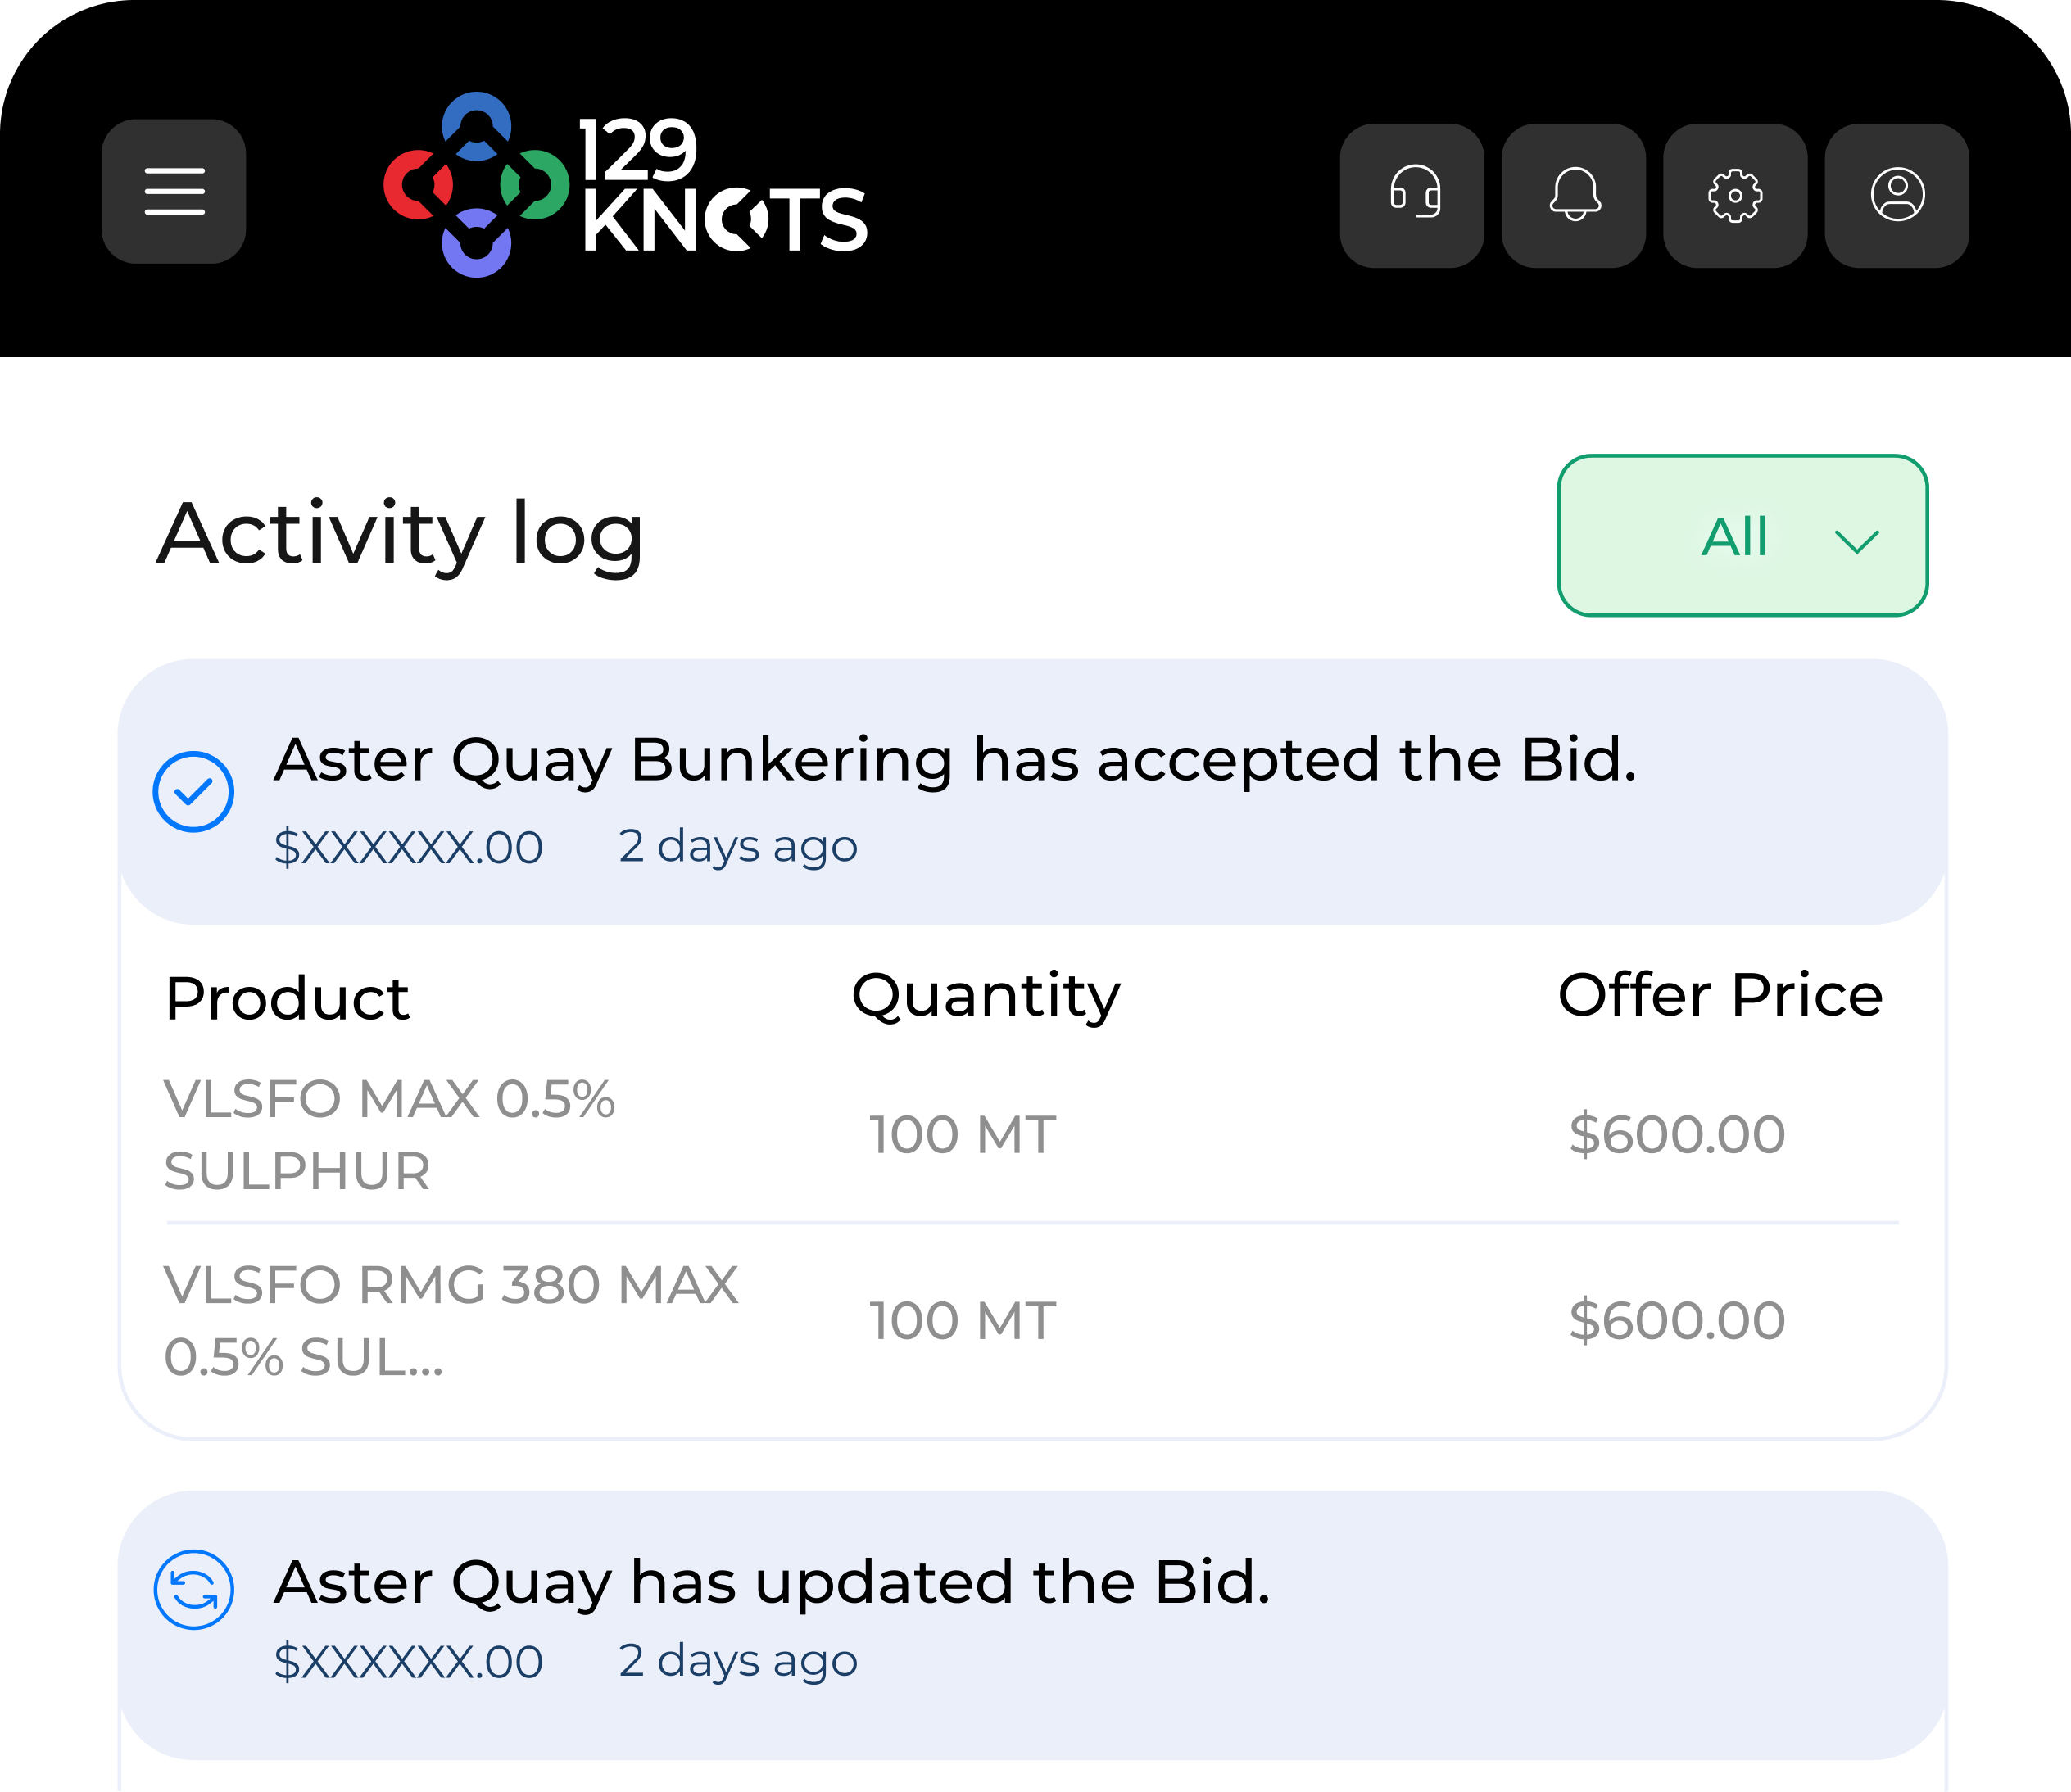 129
KNOTS
Activity log
All
Aster Quay Bunkering has accepted the Bid.
$XXXXXX.00 2 days ago
Product Quantity Offer Price
VLSFO MAX 0.5%
SULPHUR
100 MT $600.00
VLSFO RMG 380 MAX
0.5% SUL...
100 MT $600.00
Aster Quay has updated the Bid.
$XXXXXX.00 2 days ago